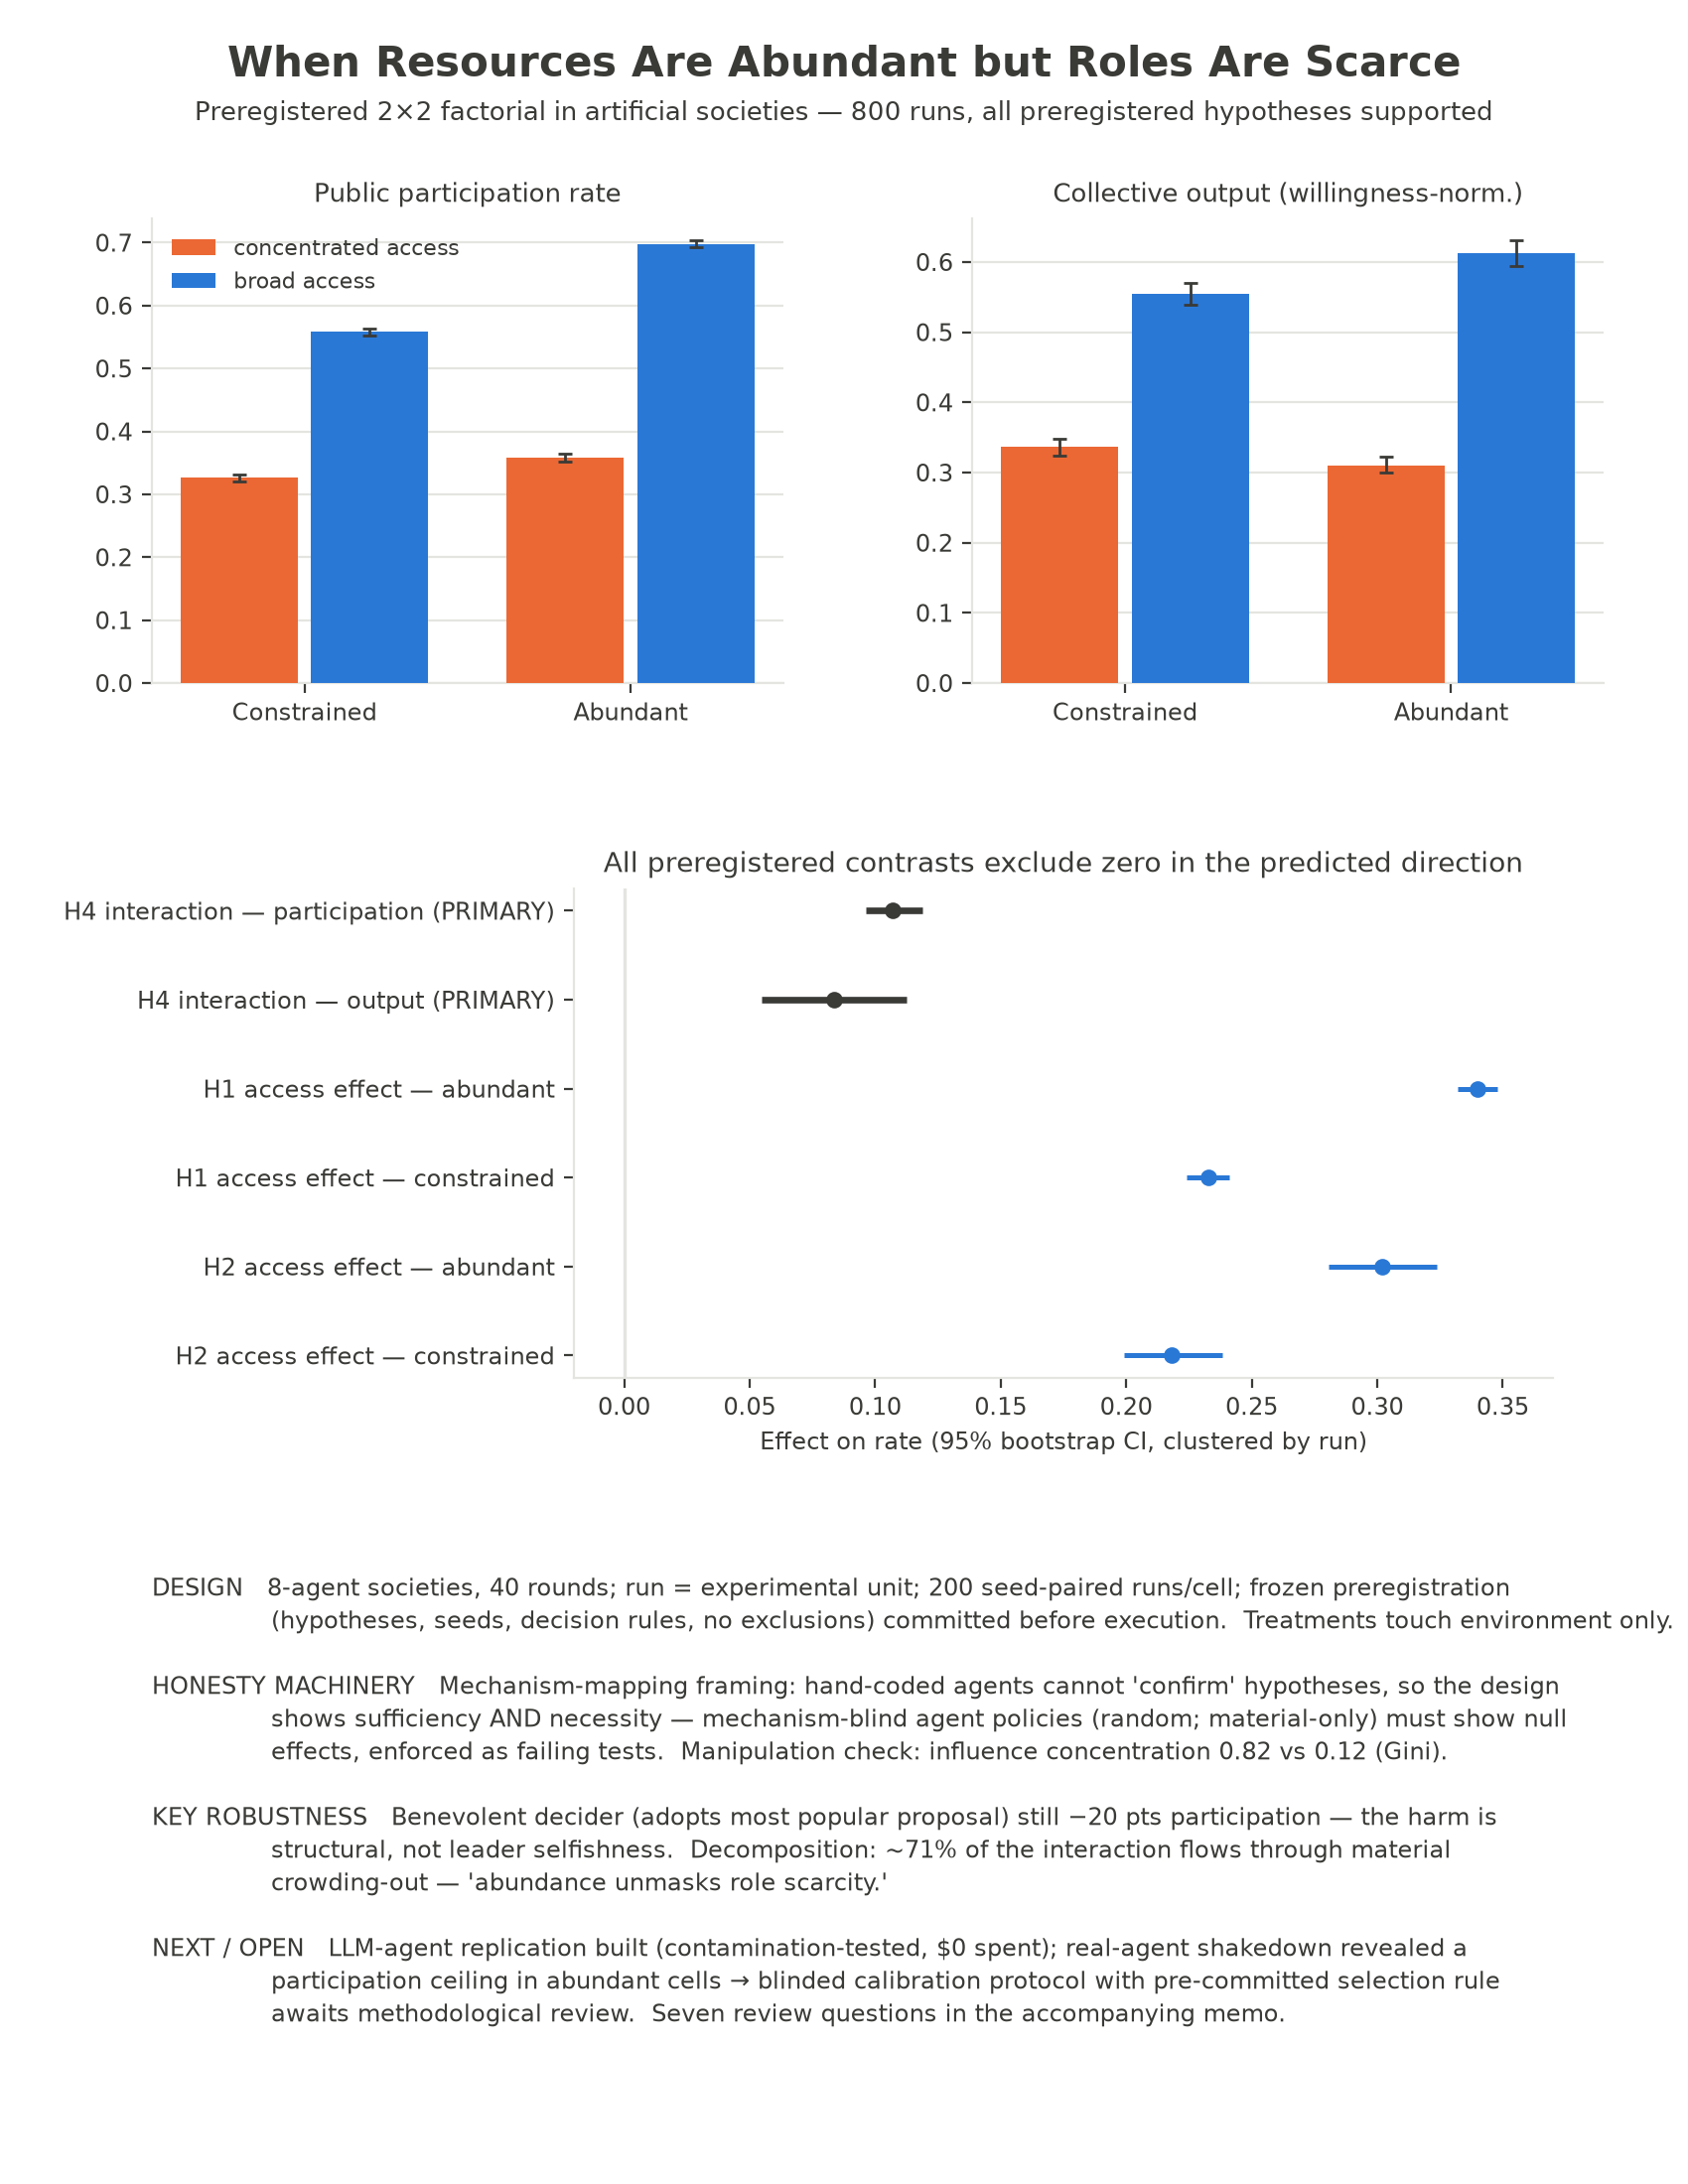 When Resources Are Abundant but Roles Are Scarce
Preregistered 2×2 factorial in artificial societies — 800 runs, all preregistered hypotheses supported
Public participation rate
0.7
0.6
0.5
0.4
0.3
0.2
0.1
0.0
concentrated access
broad access
Constrained
Abundant
Collective output (willingness-norm.)
0.6
0.5
0.4
0.3
0.2
0.1
0.0
Constrained
Abundant
All preregistered contrasts exclude zero in the predicted direction
H4 interaction — participation (PRIMARY)
H4 interaction — output (PRIMARY)
H1 access effect — abundant
H1 access effect — constrained
H2 access effect — abundant
H2 access effect — constrained
0.00
0.05
0.10
0.15
0.20
0.25
0.30
0.35
Effect on rate (95% bootstrap CI, clustered by run)
DESIGN 8-agent societies, 40 rounds; run = experimental unit; 200 seed-paired runs/cell; frozen preregistration
(hypotheses, seeds, decision rules, no exclusions) committed before execution. Treatments touch environment only.
HONESTY MACHINERY Mechanism-mapping framing: hand-coded agents cannot 'confirm' hypotheses, so the design
shows sufficiency AND necessity — mechanism-blind agent policies (random; material-only) must show null
effects, enforced as failing tests. Manipulation check: influence concentration 0.82 vs 0.12 (Gini).
KEY ROBUSTNESS Benevolent decider (adopts most popular proposal) still −20 pts participation — the harm is
structural, not leader selfishness. Decomposition: ~71% of the interaction flows through material
crowding-out — 'abundance unmasks role scarcity.'
NEXT / OPEN LLM-agent replication built (contamination-tested, $0 spent); real-agent shakedown revealed a
participation ceiling in abundant cells → blinded calibration protocol with pre-committed selection rule
awaits methodological review. Seven review questions in the accompanying memo.